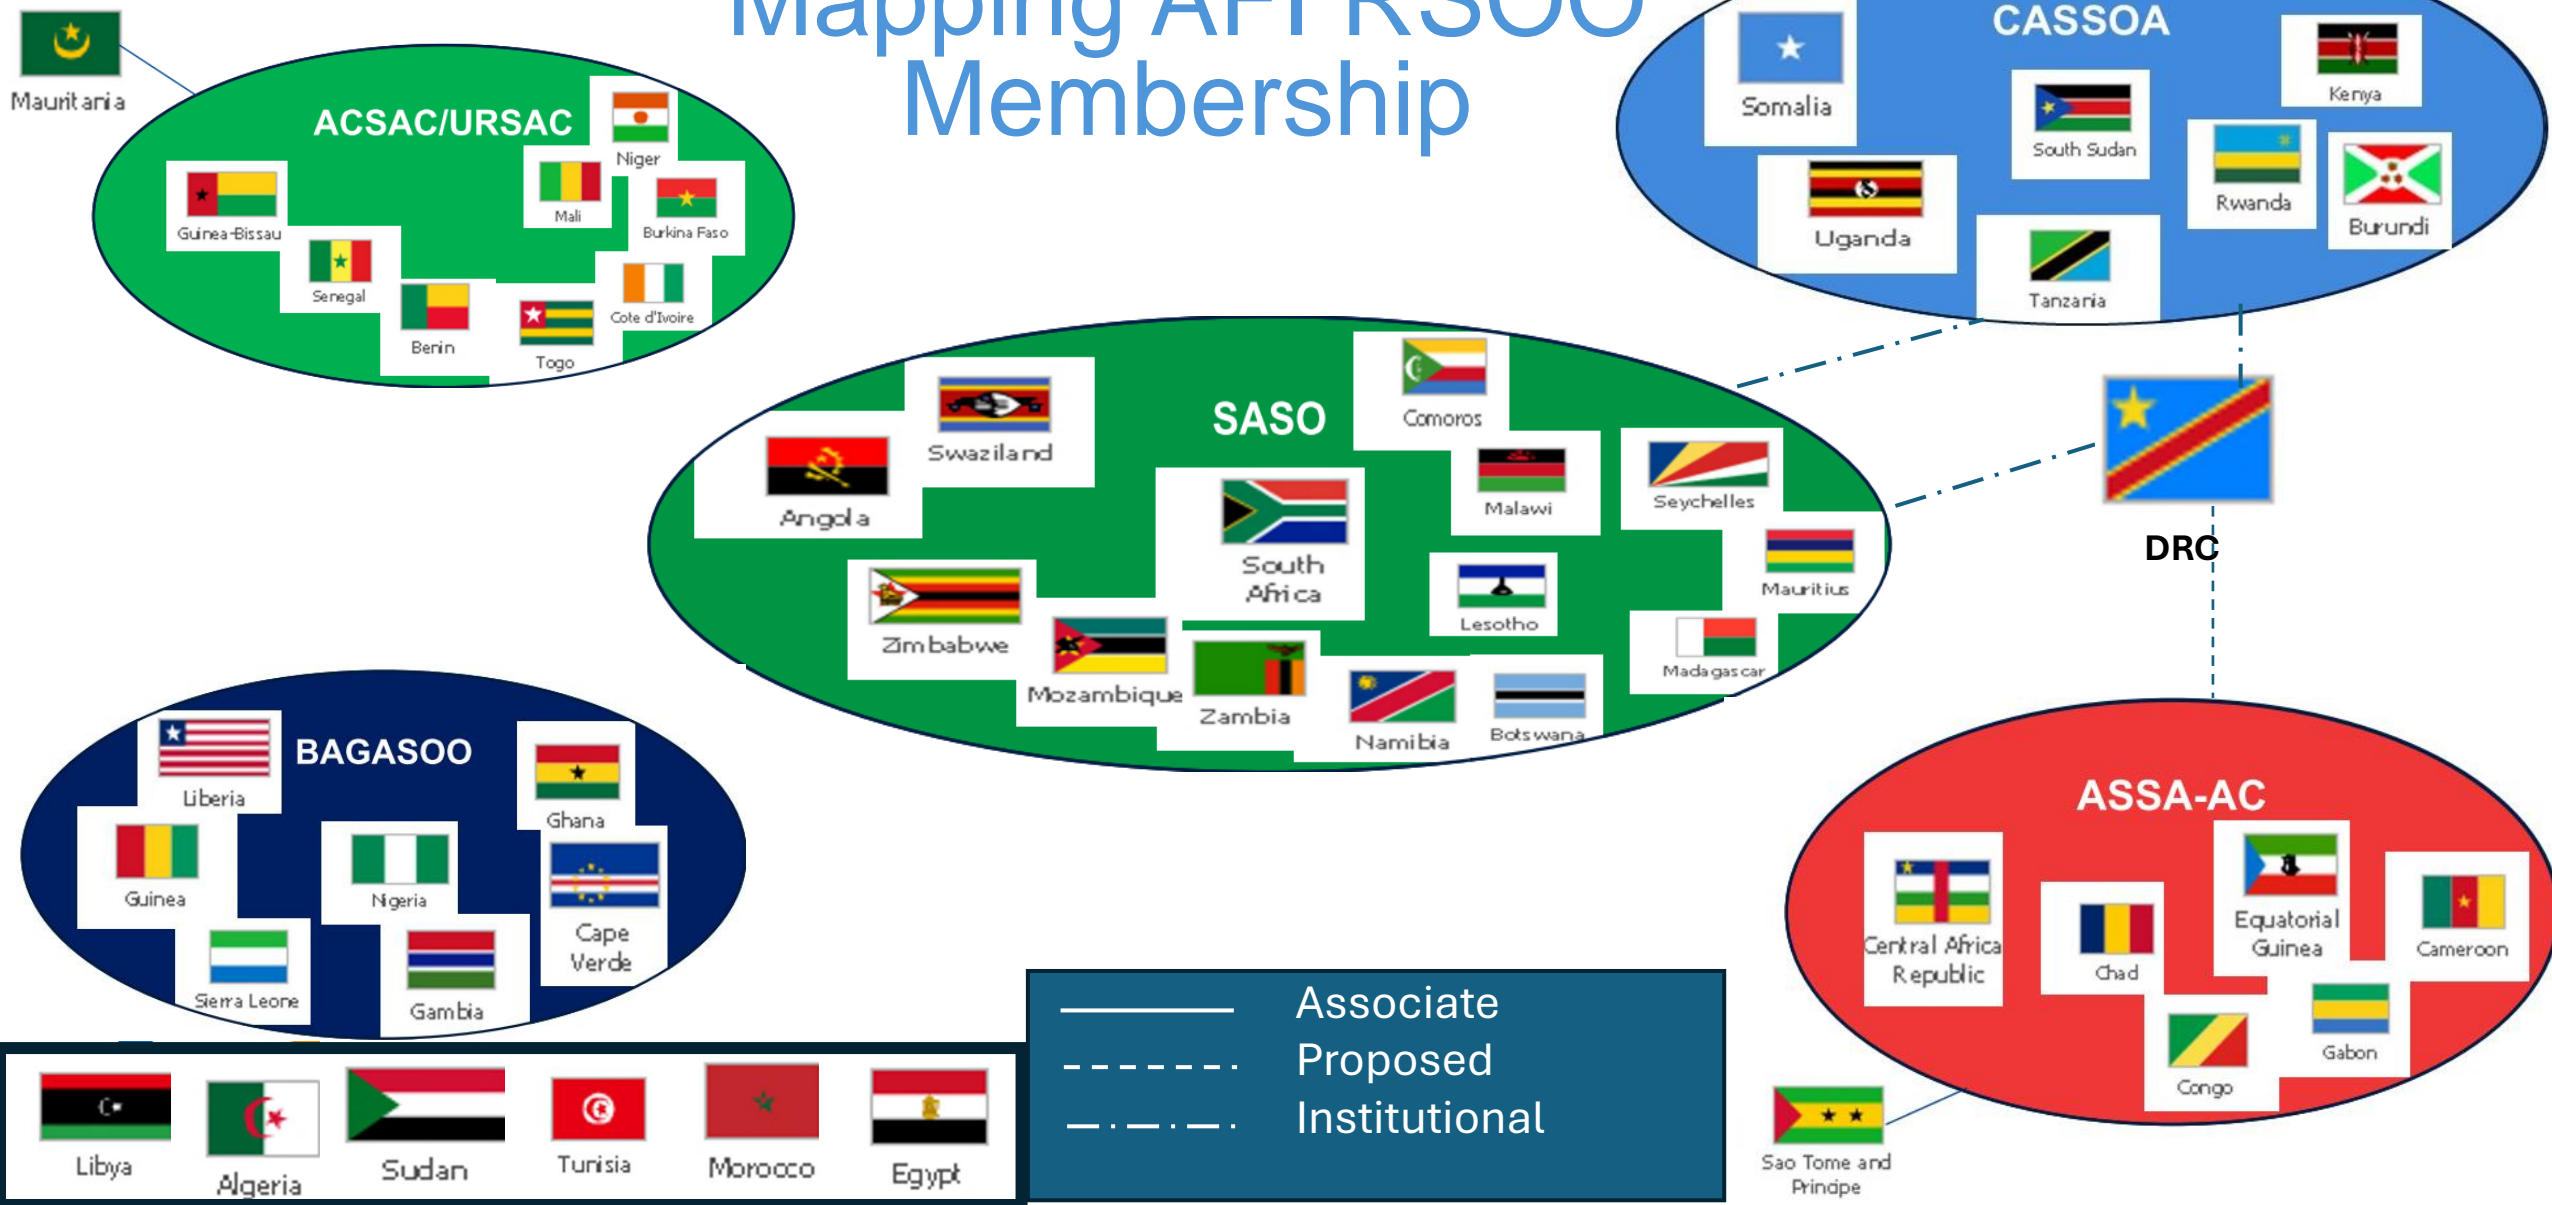 Mapping AFI RSOO
Membership
Mauritania
ACSAC/URSAC
Niger
Mali
Guinea-Bissau
Burkina Faso
Senegal
Cote d'Ivoire
Benin
Togo
CASSOA
Somalia
Kenya
South Sudan
Rwanda
Burundi
Uganda
Tanzania
SASO
Comoros
Swaziland
Angola
Malawi
Seychelles
South
Africa
Mauritius
Lesotho
Zimbabwe
Madagascar
Mozambique
Zambia
Namibia
Botswana
DRC
BAGASOO
Liberia
Ghana
Guinea
Nigeria
Cape
Verde
Sierra Leone
Gambia
ASSA-AC
Central Africa
Republic
Chad
Equatorial
Guinea
Cameroon
Gabon
Congo
Sao Tome and
Principe
Libya
Algeria
Sudan
Tunisia
Morocco
Egypt
Associate
Proposed
Institutional